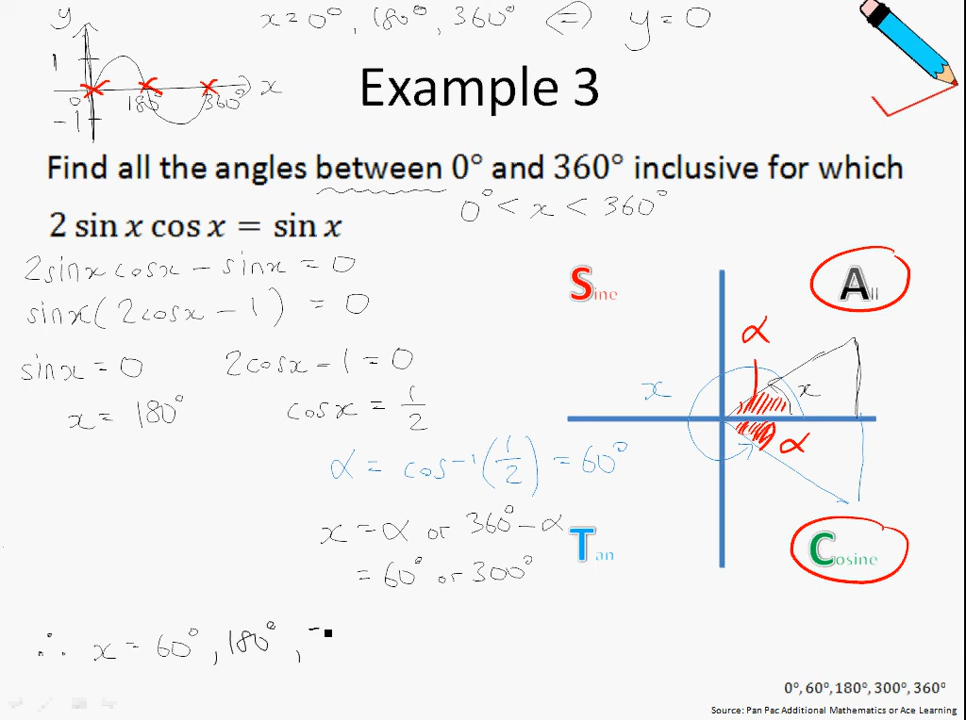 y x=0°, 180°, 360° ⇔ y=0
1
0 180° 360° x
-1
Example 3
Find all the angles between 0° and 360° inclusive for which
0° < x < 360°
2 sin x cos x = sin x
2sinx cosx - sinx = 0
sinx(2cosx - 1) = 0
sinx = 0 2cosx - 1 = 0
x = 180° cosx = 1/2
α = cos⁻¹(1/2) = 60°
x = α or 360° - α
= 60° or 300°
∴ x = 60°, 180°,
Sine
All
α
x x
α
Tan
Cosine
0°, 60°, 180°, 300°, 360°
Source: Pan Pac Additional Mathematics or Ace Learning